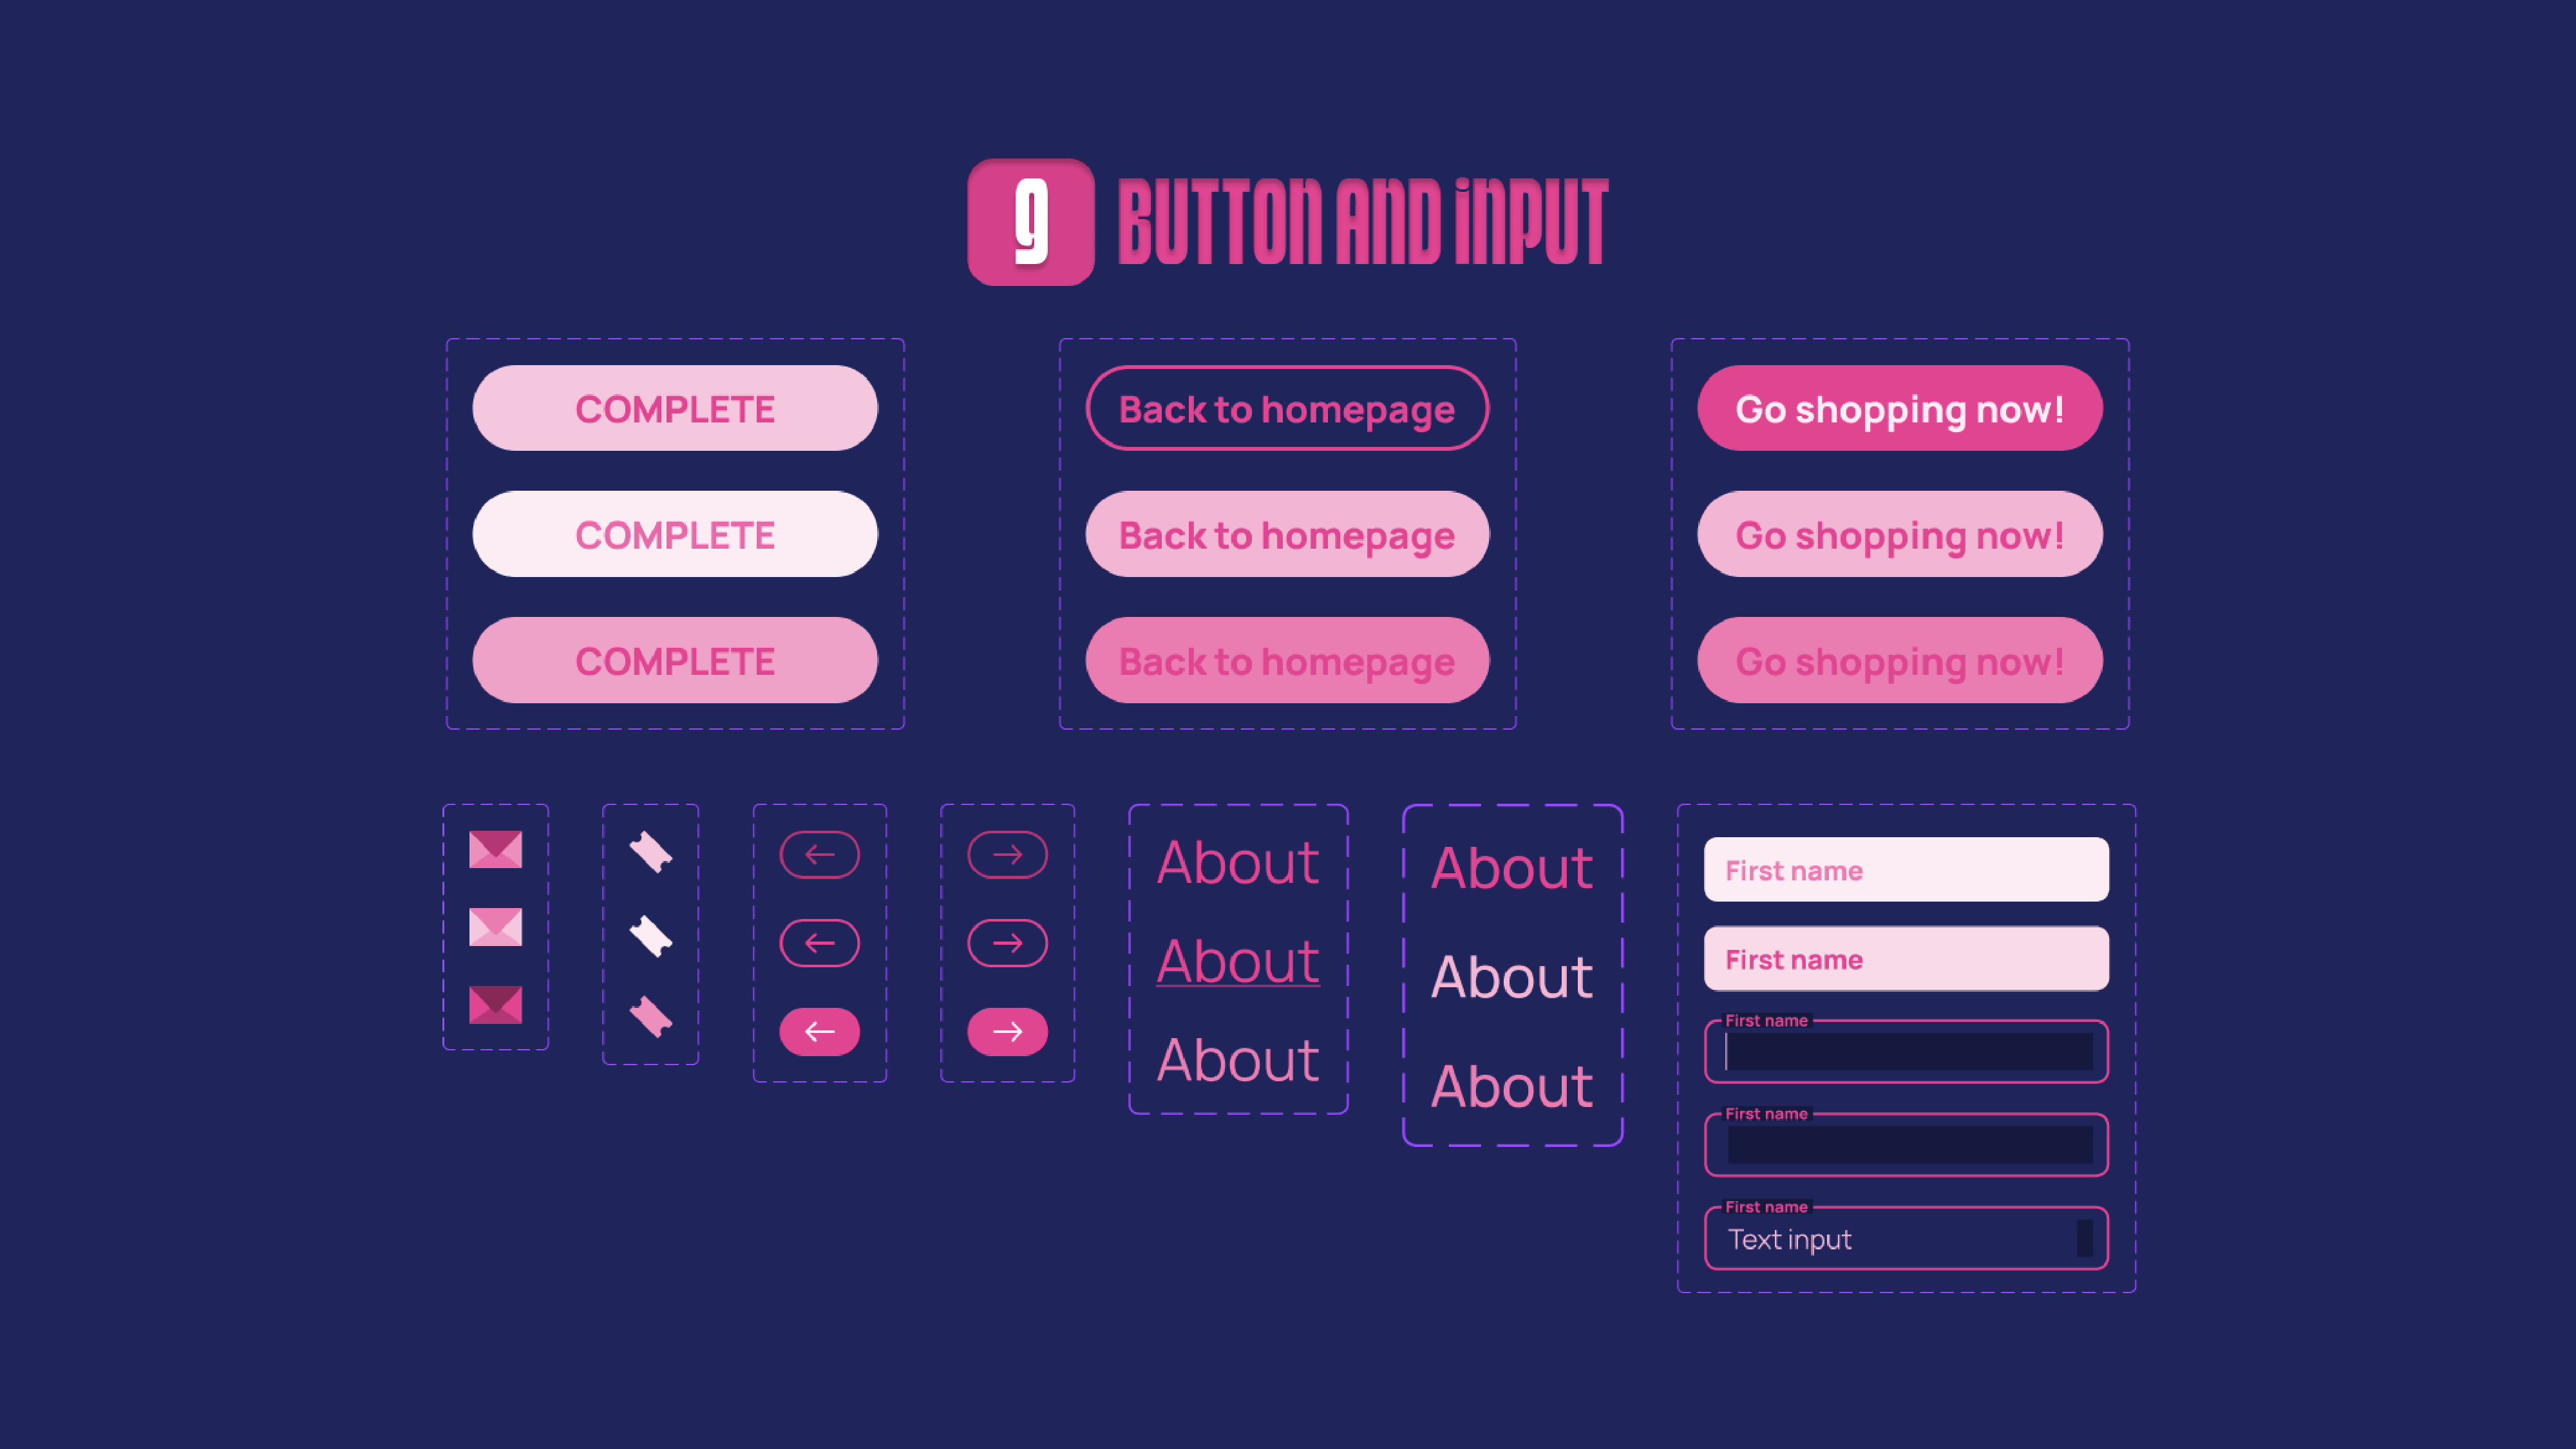 9 BUTTON AND INPUT
COMPLETE
COMPLETE
COMPLETE
Back to homepage
Back to homepage
Back to homepage
Go shopping now!
Go shopping now!
Go shopping now!
About
About
About
About
About
About
First name
First name
First name
First name
First name
Text input